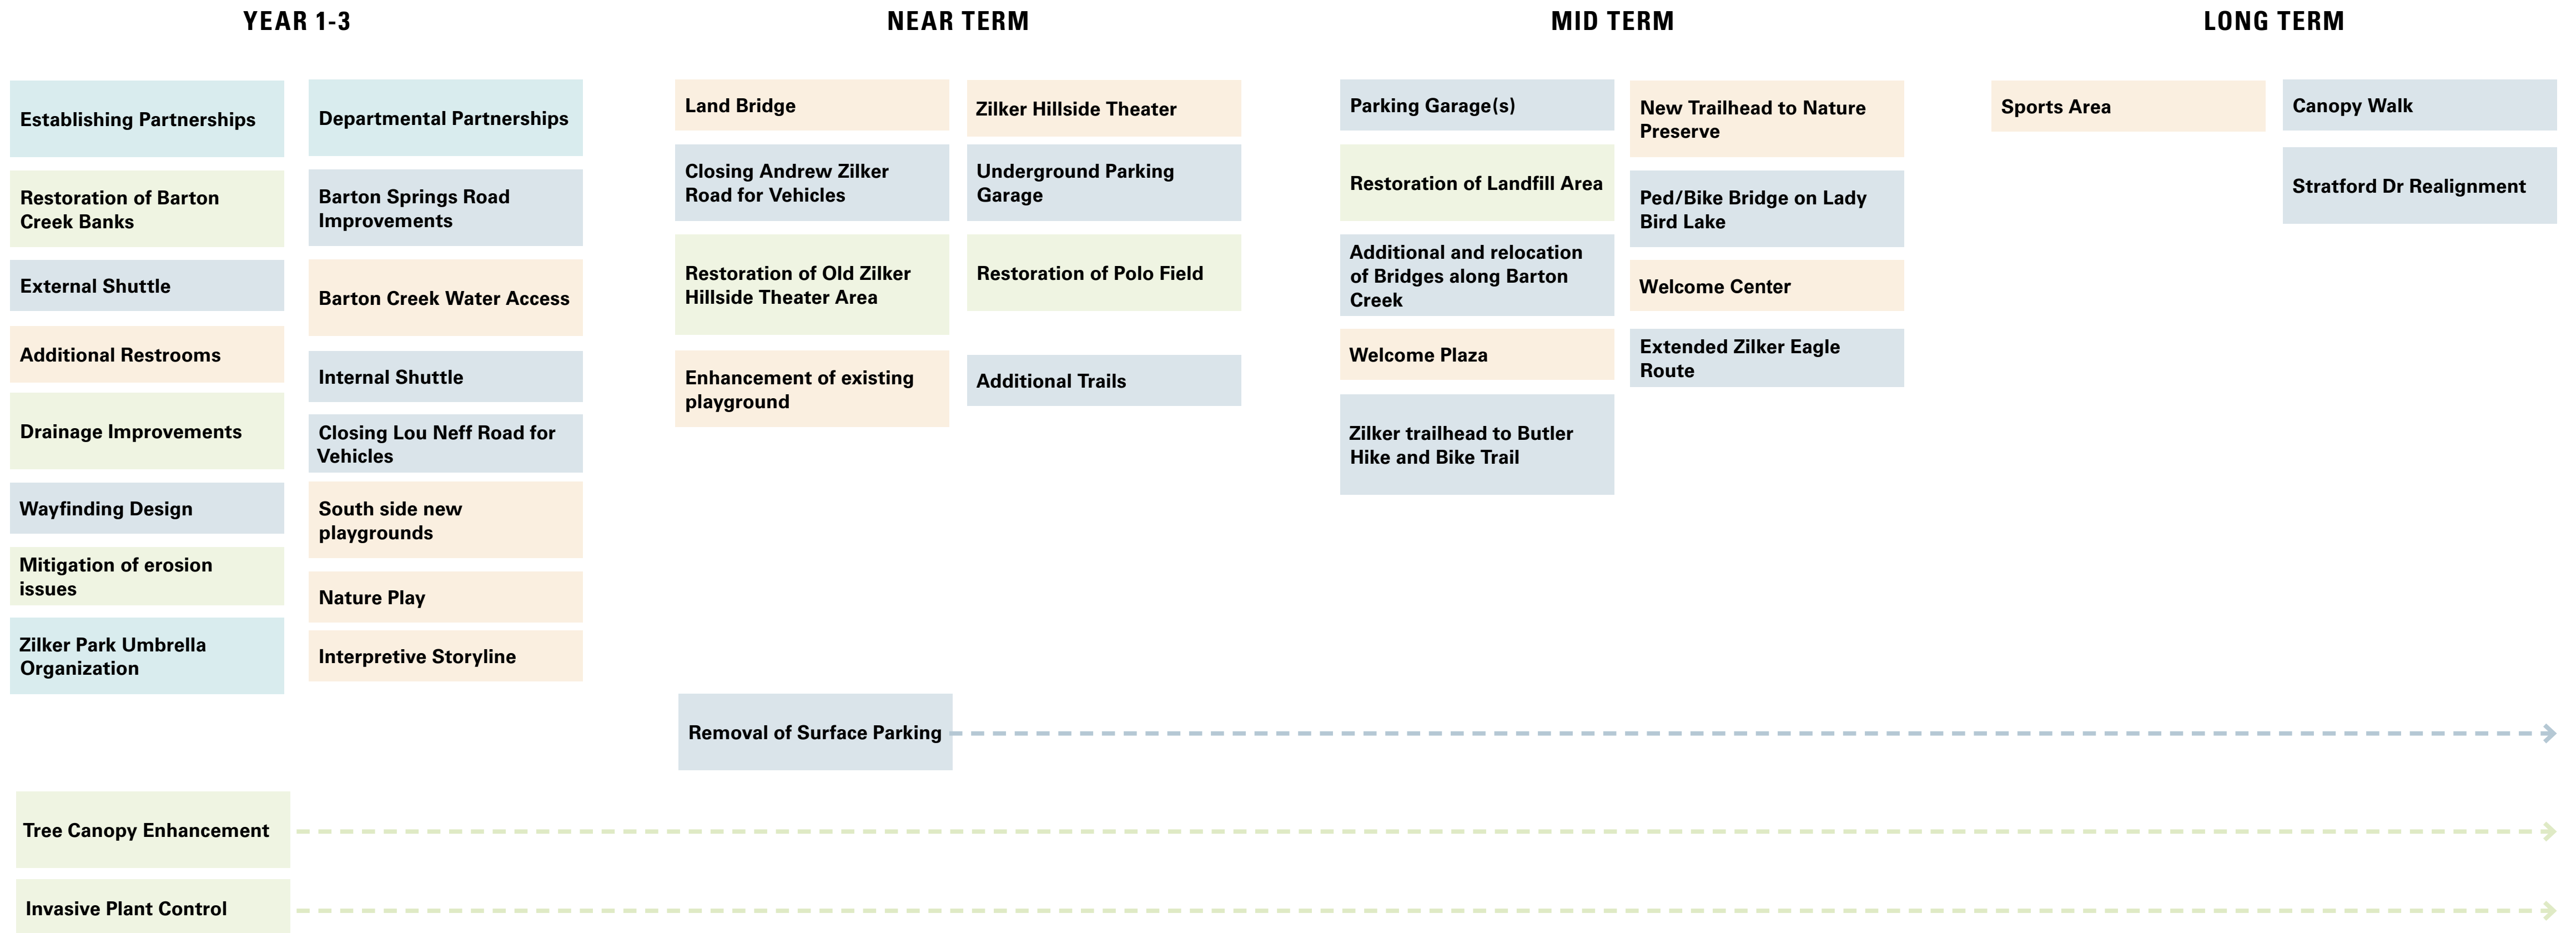 YEAR 1-3
Establishing Partnerships
Restoration of Barton
Creek Banks
External Shuttle
Additional Restrooms
Drainage Improvements
Wayfinding Design
Mitigation of erosion
issues
Zilker Park Umbrella
Organization
Departmental Partnerships
Barton Springs Road
Improvements
Barton Creek Water Access
Internal Shuttle
Closing Lou Neff Road for
Vehicles
South side new
playgrounds
Nature Play
Interpretive Storyline
NEAR TERM
Land Bridge
Closing Andrew Zilker
Road for Vehicles
Restoration of Old Zilker
Hillside Theater Area
Enhancement of existing
playground
Zilker Hillside Theater
Underground Parking
Garage
Restoration of Polo Field
Additional Trails
MID TERM
Parking Garage(s)
Restoration of Landfill Area
Additional and relocation
of Bridges along Barton
Creek
Welcome Plaza
Zilker trailhead to Butler
Hike and Bike Trail
New Trailhead to Nature
Preserve
Ped/Bike Bridge on Lady
Bird Lake
Welcome Center
Extended Zilker Eagle
Route
LONG TERM
Sports Area
Canopy Walk
Stratford Dr Realignment
Removal of Surface Parking
Tree Canopy Enhancement
Invasive Plant Control